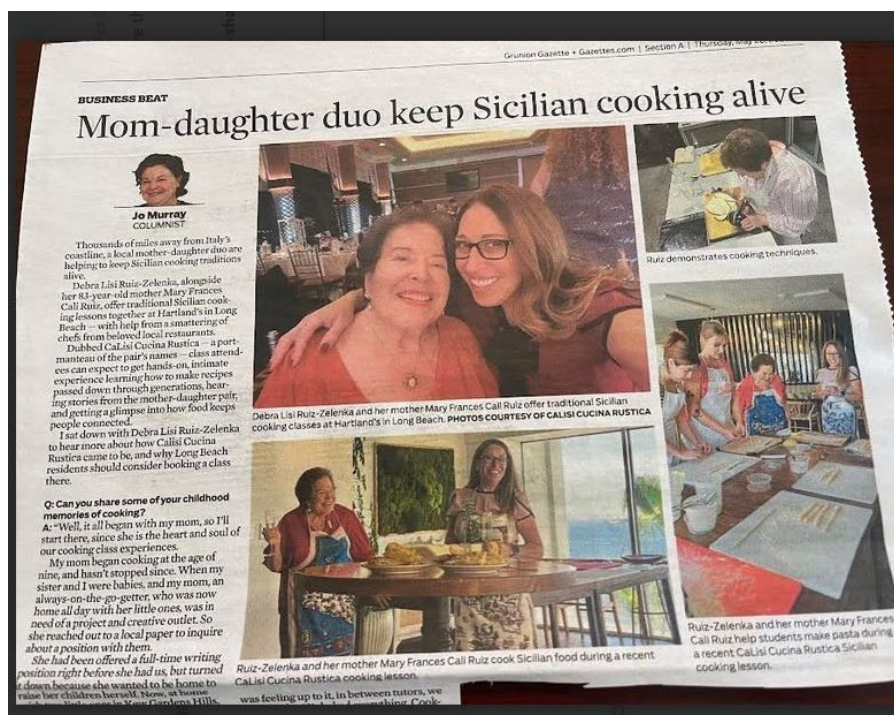 Grunion Gazette + Gazettes.com | Section A | Thursday, May
BUSINESS BEAT
Mom-daughter duo keep Sicilian cooking alive
Jo Murray
COLUMNIST
Thousands of miles away from Italy's
coastline, a local mother-daughter duo are
helping to keep Sicilian cooking traditions
alive.
Debra Lisi Ruiz-Zelenka, alongside
her 83-year-old mother Mary Frances
Cali Ruiz, offer traditional Sicilian cook-
ing lessons together at Hartland's in Long
Beach — with help from a smattering of
chefs from beloved local restaurants.
Dubbed CaLisi Cucina Rustica — a port-
manteau of the pair's names — class attend-
ees can expect to get hands-on, intimate
experience learning how to make recipes
passed down through generations, hear-
ing stories from the mother-daughter pair,
and getting a glimpse into how food keeps
people connected.
I sat down with Debra Lisi Ruiz-Zelenka
to hear more about how Calisi Cucina
Rustica came to be, and why Long Beach
residents should consider booking a class
there.
Q: Can you share some of your childhood
memories of cooking?
A: "Well, it all began with my mom, so I'll
start there, since she is the heart and soul of
our cooking class experiences.
My mom began cooking at the age of
nine, and hasn't stopped since. When my
sister and I were babies, and my mom, an
always-on-the-go-getter, who was now
home all day with her little ones, was in
need of a project and creative outlet. So
she reached out to a local paper to inquire
about a position with them.
She had been offered a full-time writing
position right before she had us, but turned
it down because she wanted to be home to
raise her children herself. Now, at home
with two little ones in Kew Gardens Hills,
Debra Lisi Ruiz-Zelenka and her mother Mary Frances Cali Ruiz offer traditional Sicilian
cooking classes at Hartland's in Long Beach. PHOTOS COURTESY OF CALISI CUCINA RUSTICA
Ruiz demonstrates cooking techniques.
Ruiz-Zelenka and her mother Mary Frances Cali Ruiz cook Sicilian food during a recent
CaLisi Cucina Rustica cooking lesson.
was feeling up to it, in between tutors, we
everything. Cook-
Ruiz-Zelenka and her mother Mary Frances
Cali Ruiz help students make pasta during
a recent CaLisi Cucina Rustica Sicilian
cooking lesson.